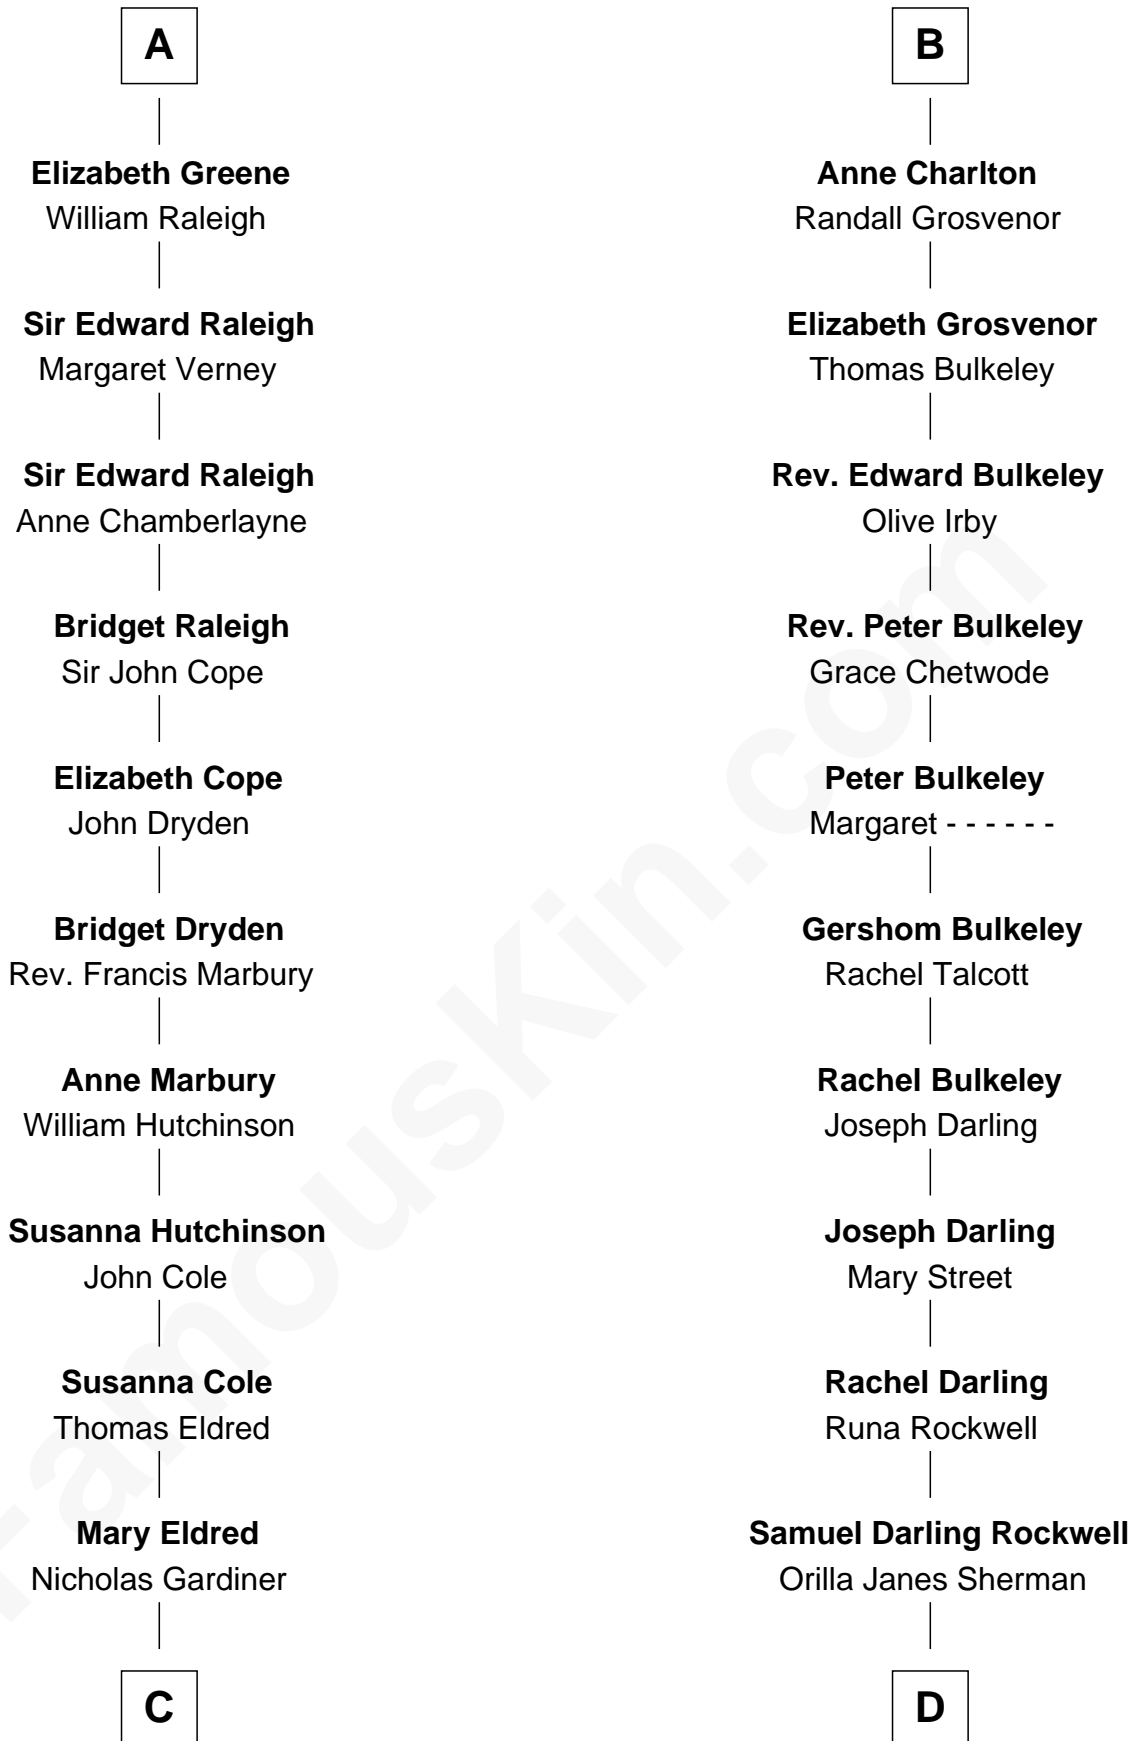 A
Elizabeth Greene
William Raleigh
Sir Edward Raleigh
Margaret Verney
Sir Edward Raleigh
Anne Chamberlayne
Bridget Raleigh
Sir John Cope
Elizabeth Cope
John Dryden
Bridget Dryden
Rev. Francis Marbury
Anne Marbury
William Hutchinson
Susanna Hutchinson
John Cole
Susanna Cole
Thomas Eldred
Mary Eldred
Nicholas Gardiner
C
B
Anne Charlton
Randall Grosvenor
Elizabeth Grosvenor
Thomas Bulkeley
Rev. Edward Bulkeley
Olive Irby
Rev. Peter Bulkeley
Grace Chetwode
Peter Bulkeley
Margaret - - - - - -
Gershom Bulkeley
Rachel Talcott
Rachel Bulkeley
Joseph Darling
Joseph Darling
Mary Street
Rachel Darling
Runa Rockwell
Samuel Darling Rockwell
Orilla Janes Sherman
D
FamousKin.com